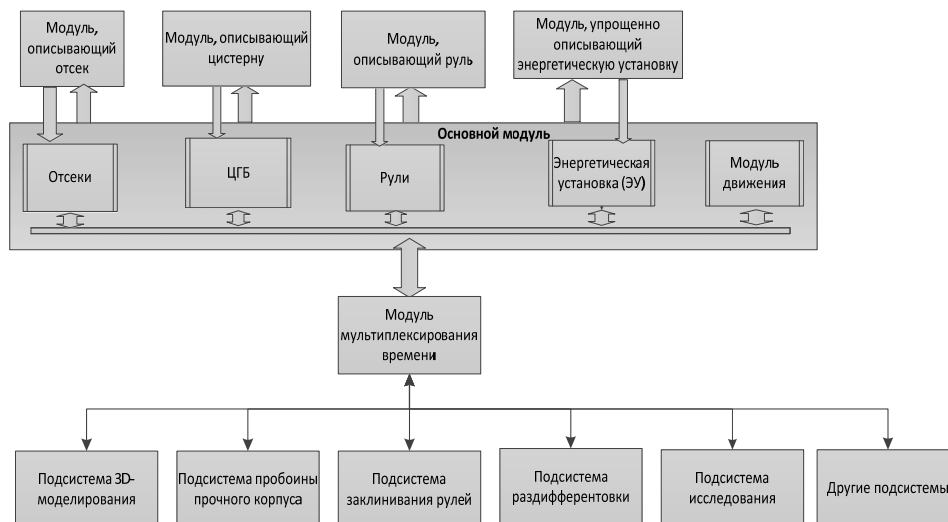 Модуль,
описывающий
отсек
Модуль, описывающий
цистерну
Модуль,
описывающий руль
Модуль, упрощенно
описывающий
энергетическую установку
Основной модуль
Отсеки
ЦГБ
Рули
Энергетическая
установка (ЭУ)
Модуль
движения
Модуль
мультиплексирования
времени
Подсистема 3D-
моделирования
Подсистема пробоины
прочного корпуса
Подсистема
заклинивания рулей
Подсистема
раздифферентовки
Подсистема
исследования
Другие подсистемы